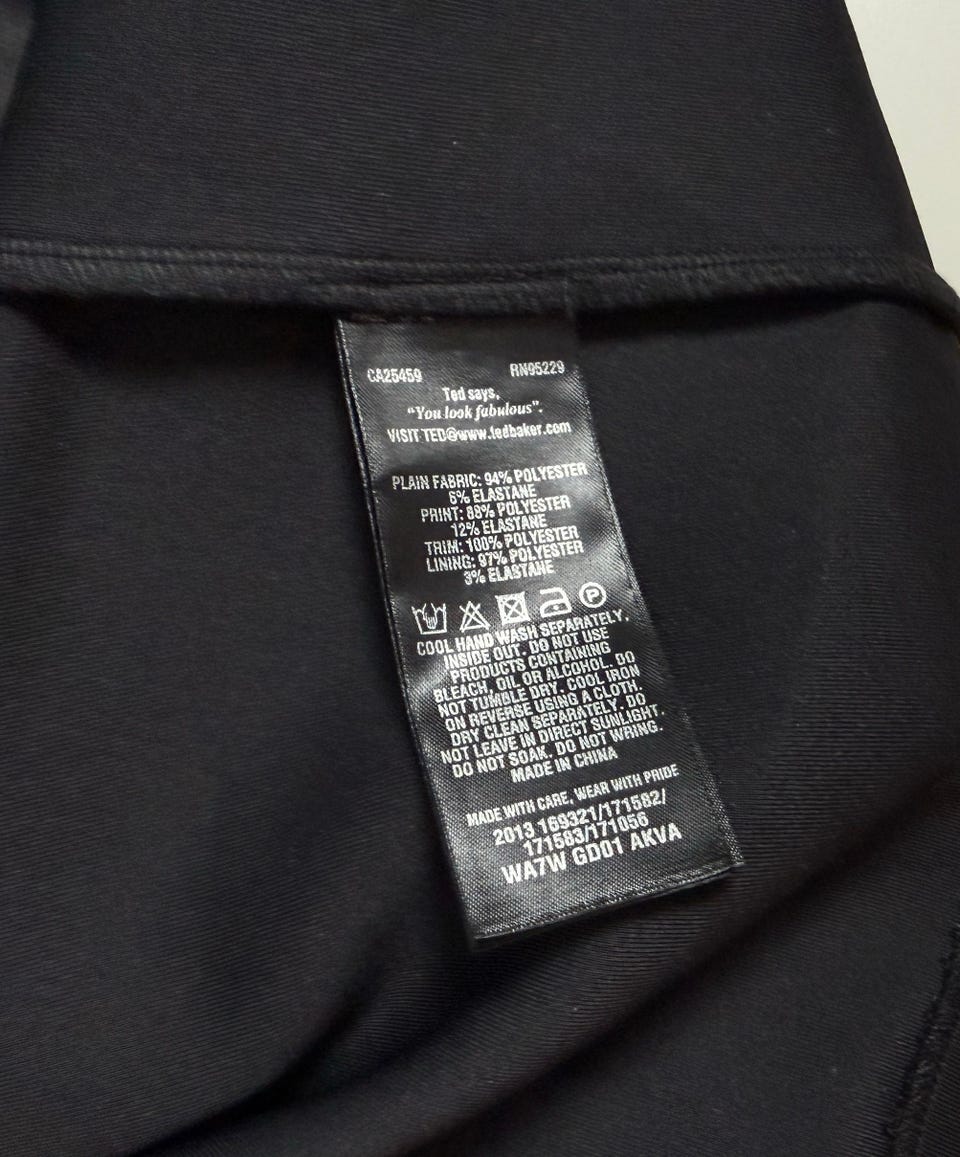 CA25459 RN95229
Ted says,
“You look fabulous”.
VISIT TED@www.tedbaker.com
PLAIN FABRIC: 94% POLYESTER
6% ELASTANE
PRINT: 88% POLYESTER
12% ELASTANE
TRIM: 100% POLYESTER
LINING: 97% POLYESTER
3% ELASTANE
P
COOL HAND WASH SEPARATELY,
INSIDE OUT. DO NOT USE
PRODUCTS CONTAINING
BLEACH, OIL OR ALCOHOL. DO
NOT TUMBLE DRY. COOL IRON
ON REVERSE USING A CLOTH.
DRY CLEAN SEPARATELY. DO
NOT LEAVE IN DIRECT SUNLIGHT.
DO NOT SOAK. DO NOT WRING.
MADE IN CHINA
MADE WITH CARE, WEAR WITH PRIDE
2013 169321/171582/
171583/171056
WA7W GD01 AKVA